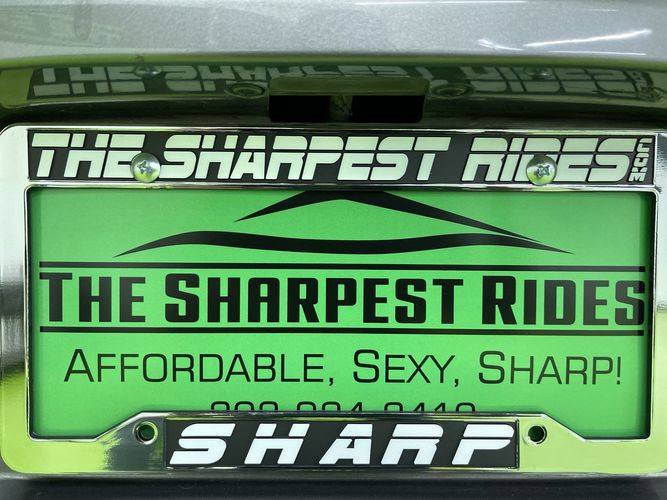 THE SHARPEST RIDES.COM
THE SHARPEST RIDES
AFFORDABLE, SEXY, SHARP!
SHARP